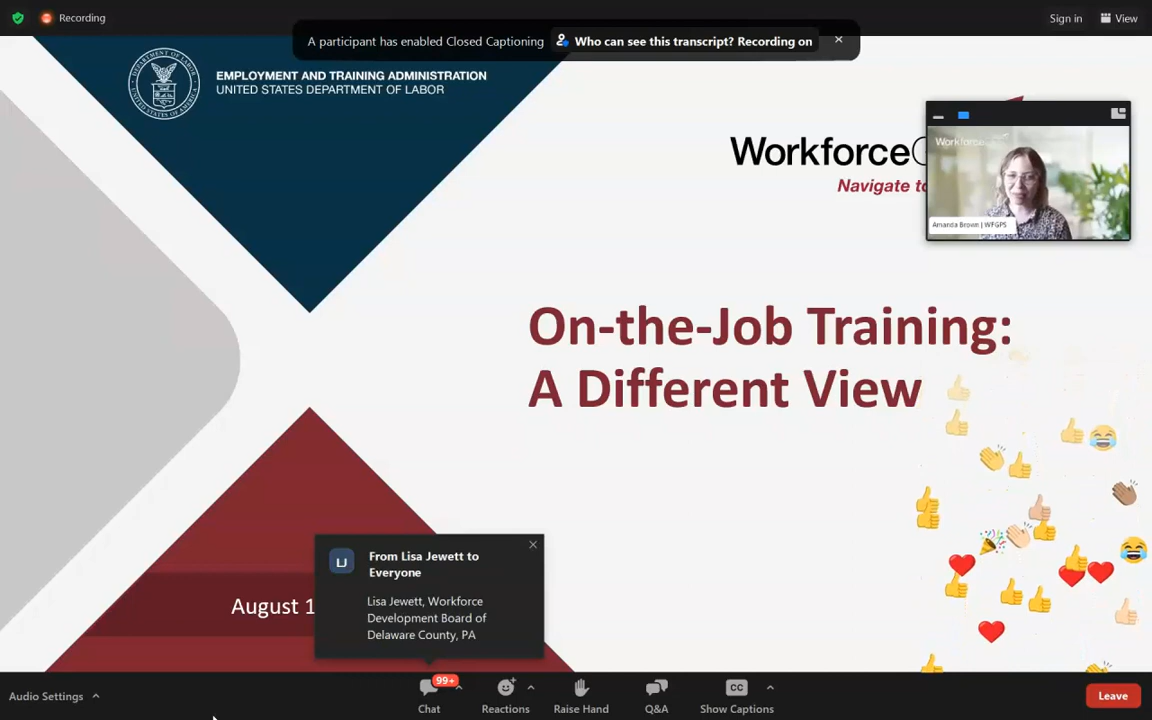 Recording
Sign in
View
A participant has enabled Closed Captioning
Who can see this transcript? Recording on
EMPLOYMENT AND TRAINING ADMINISTRATION
UNITED STATES DEPARTMENT OF LABOR
Workforce
Navigate to
Workforce
Amanda Brown | WFGPS
On-the-Job Training:
A Different View
August 1
LJ
From Lisa Jewett to
Everyone
Lisa Jewett, Workforce
Development Board of
Delaware County, PA
Audio Settings
99+
Chat
Reactions
Raise Hand
Q&A
CC
Show Captions
Leave